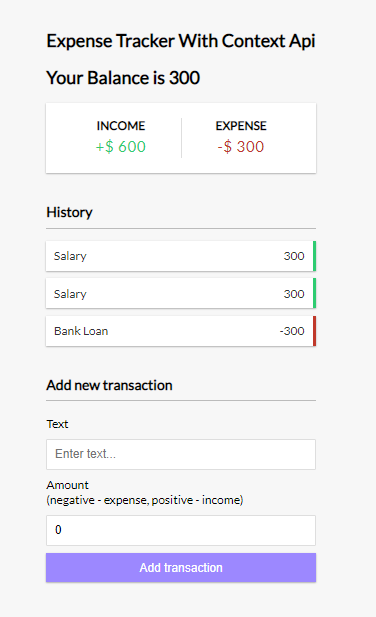 Expense Tracker With Context Api
Your Balance is 300
INCOME EXPENSE
+$ 600 -$ 300
History
Salary 300
Salary 300
Bank Loan -300
Add new transaction
Text
Enter text...
Amount
(negative - expense, positive - income)
0
Add transaction